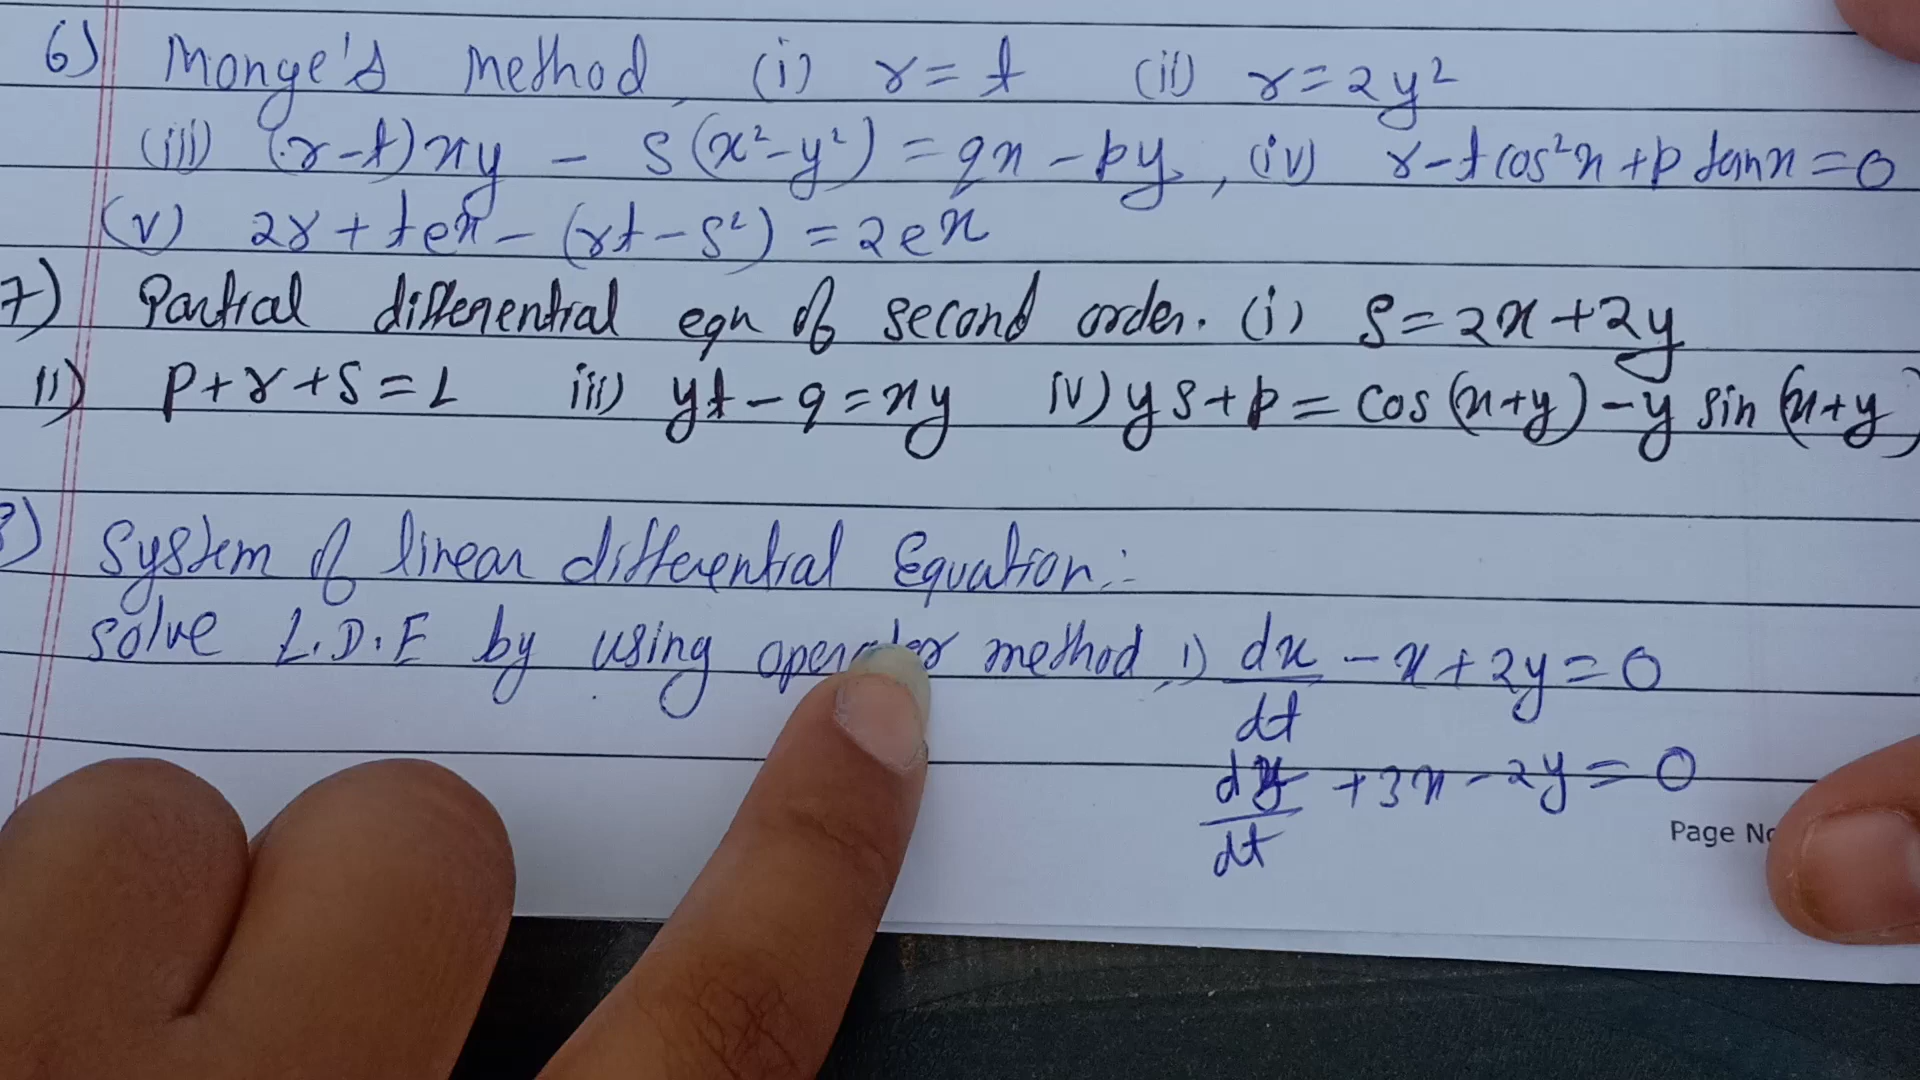 6) Monge's Method, (i) r = t (ii) r = 2y²
(iii) (r-t)xy - s(x²-y²) = qx - py, (iv) r - t cos²x + p tanx = 0
(v) 2r + te^x - (rt - s²) = 2e^x
7) Partial differential eqn of second order. (i) s = 2x + 2y
ii) p + r + s = 1 iii) yt - q = xy iv) ys + p = cos(x+y) - y sin(x+y)
8) System of linear differential Equation:-
Solve L.D.E by using operator method, i) dx/dt - x + 2y = 0
dy/dt + 3x - 2y = 0
Page No